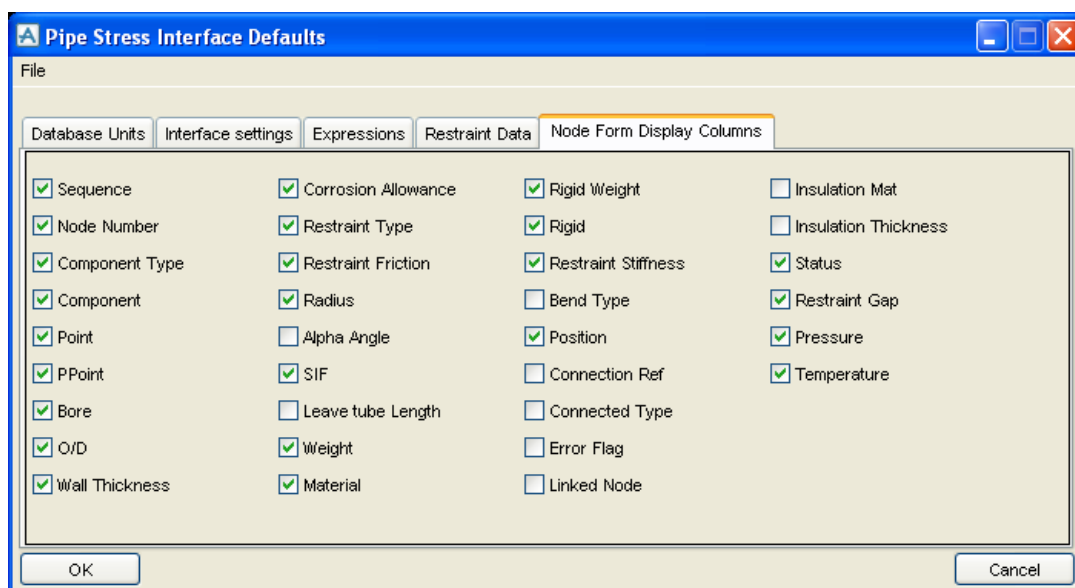 Pipe Stress Interface Defaults
File
Database Units Interface settings Expressions Restraint Data Node Form Display Columns
Sequence Corrosion Allowance Rigid Weight Insulation Mat
Node Number Restraint Type Rigid Insulation Thickness
Component Type Restraint Friction Restraint Stiffness Status
Component Radius Bend Type Restraint Gap
Point Alpha Angle Position Pressure
PPoint SIF Connection Ref Temperature
Bore Leave tube Length Connected Type
O/D Weight Error Flag
Wall Thickness Material Linked Node
OK Cancel